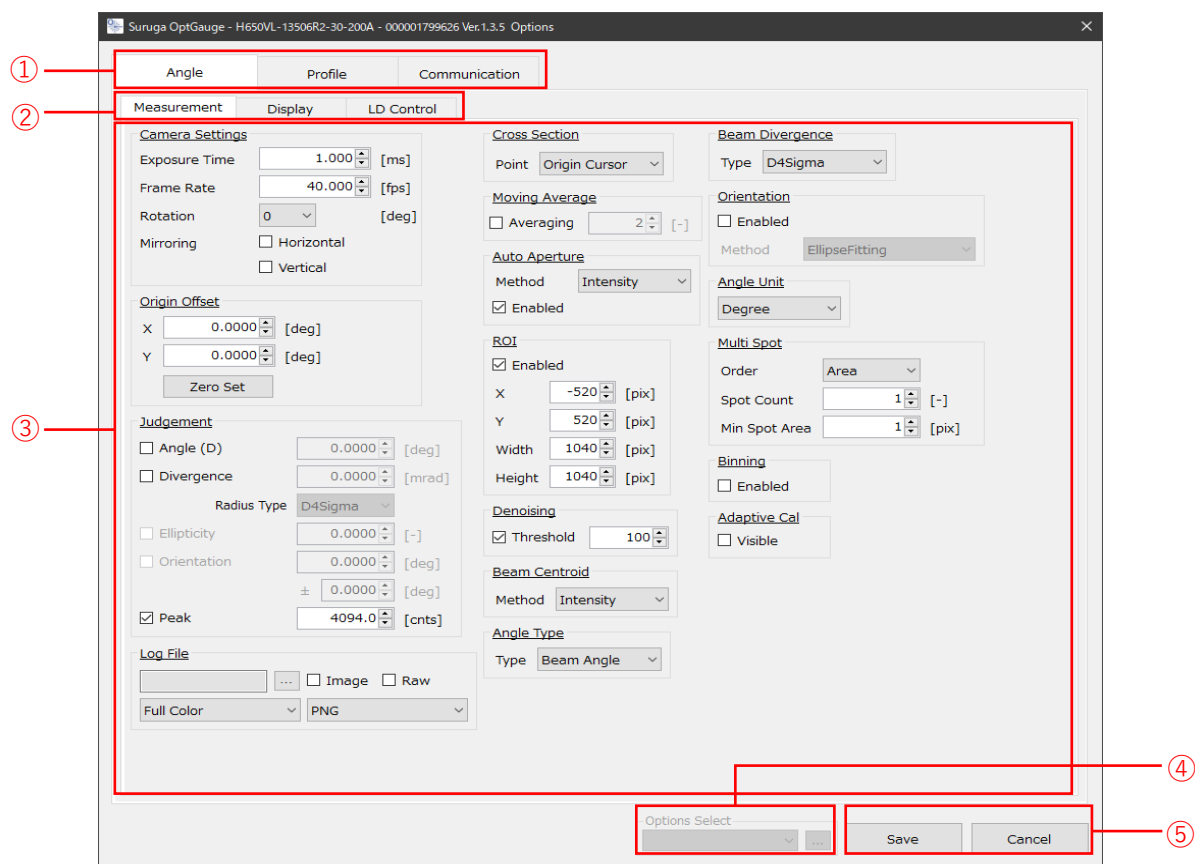 Suruga OptGauge - H650VL-13506R2-30-200A - 000001799626 Ver.1.3.5 Options
①
Angle Profile Communication
②
Measurement Display LD Control
③
Camera Settings
Exposure Time 1.000 [ms]
Frame Rate 40.000 [fps]
Rotation 0 [deg]
Mirroring Horizontal
Vertical
Origin Offset
X 0.0000 [deg]
Y 0.0000 [deg]
Zero Set
Judgement
Angle (D) 0.0000 [deg]
Divergence 0.0000 [mrad]
Radius Type D4Sigma
Ellipticity 0.0000 [-]
Orientation 0.0000 [deg]
± 0.0000 [deg]
Peak 4094.0 [cnts]
Log File
... Image Raw
Full Color PNG
Cross Section
Point Origin Cursor
Moving Average
Averaging 2 [-]
Auto Aperture
Method Intensity
Enabled
ROI
Enabled
X -520 [pix]
Y 520 [pix]
Width 1040 [pix]
Height 1040 [pix]
Denoising
Threshold 100
Beam Centroid
Method Intensity
Angle Type
Type Beam Angle
Beam Divergence
Type D4Sigma
Orientation
Enabled
Method EllipseFitting
Angle Unit
Degree
Multi Spot
Order Area
Spot Count 1 [-]
Min Spot Area 1 [pix]
Binning
Enabled
Adaptive Cal
Visible
④
Options Select
...
Save Cancel
⑤